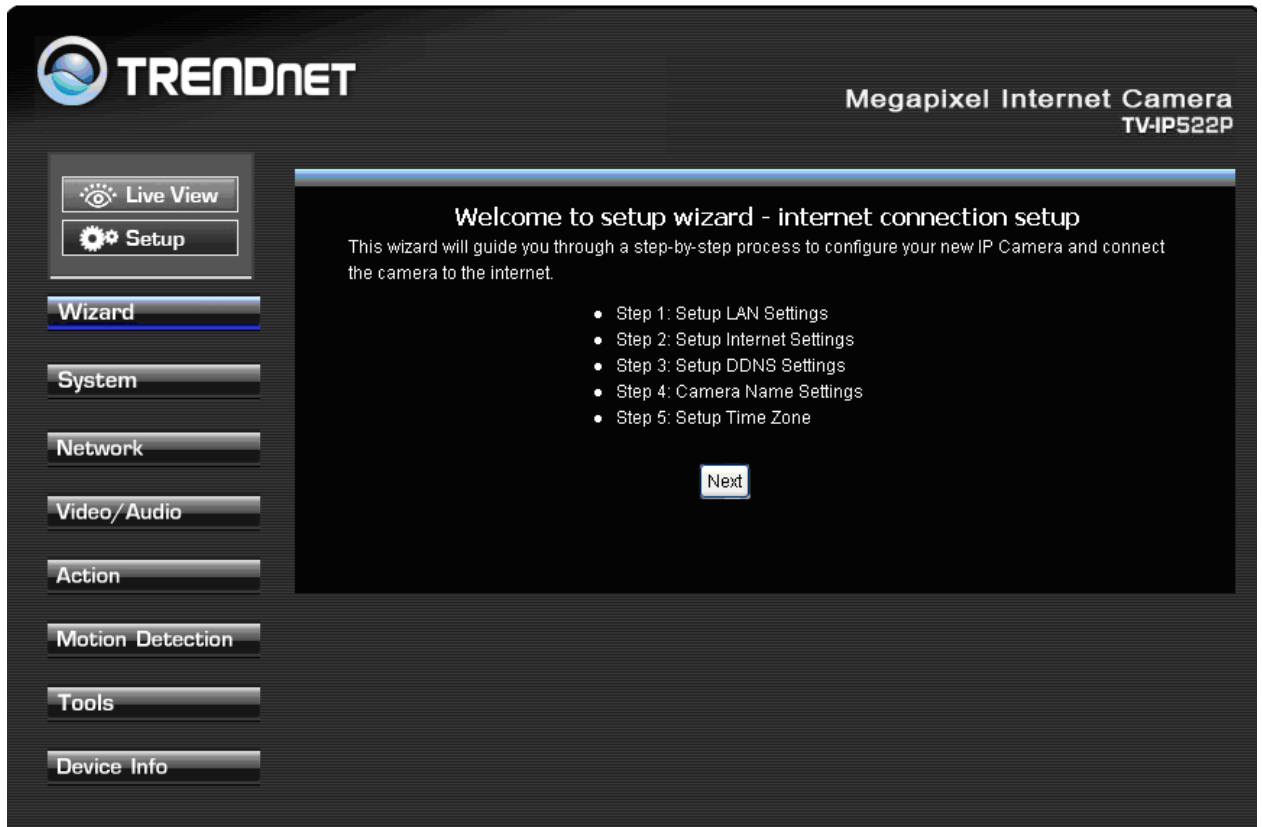 TRENDNET
Megapixel Internet Camera
TV-IP522P
Live View
Setup
Wizard
System
Network
Video/Audio
Action
Motion Detection
Tools
Device Info
Welcome to setup wizard - internet connection setup
This wizard will guide you through a step-by-step process to configure your new IP Camera and connect
the camera to the internet.
● Step 1: Setup LAN Settings
● Step 2: Setup Internet Settings
● Step 3: Setup DDNS Settings
● Step 4: Camera Name Settings
● Step 5: Setup Time Zone
Next